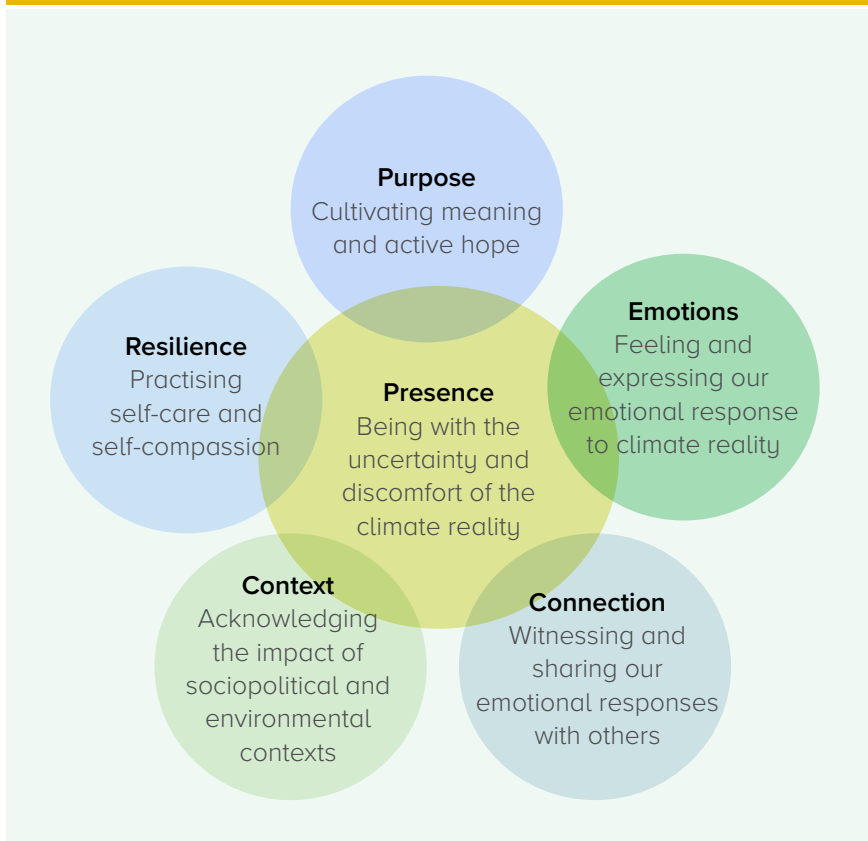 Purpose
Cultivating meaning
and active hope
Emotions
Feeling and
expressing our
emotional response
to climate reality
Resilience
Practising
self-care and
self-compassion
Presence
Being with the
uncertainty and
discomfort of the
climate reality
Context
Acknowledging
the impact of
sociopolitical and
environmental
contexts
Connection
Witnessing and
sharing our
emotional responses
with others